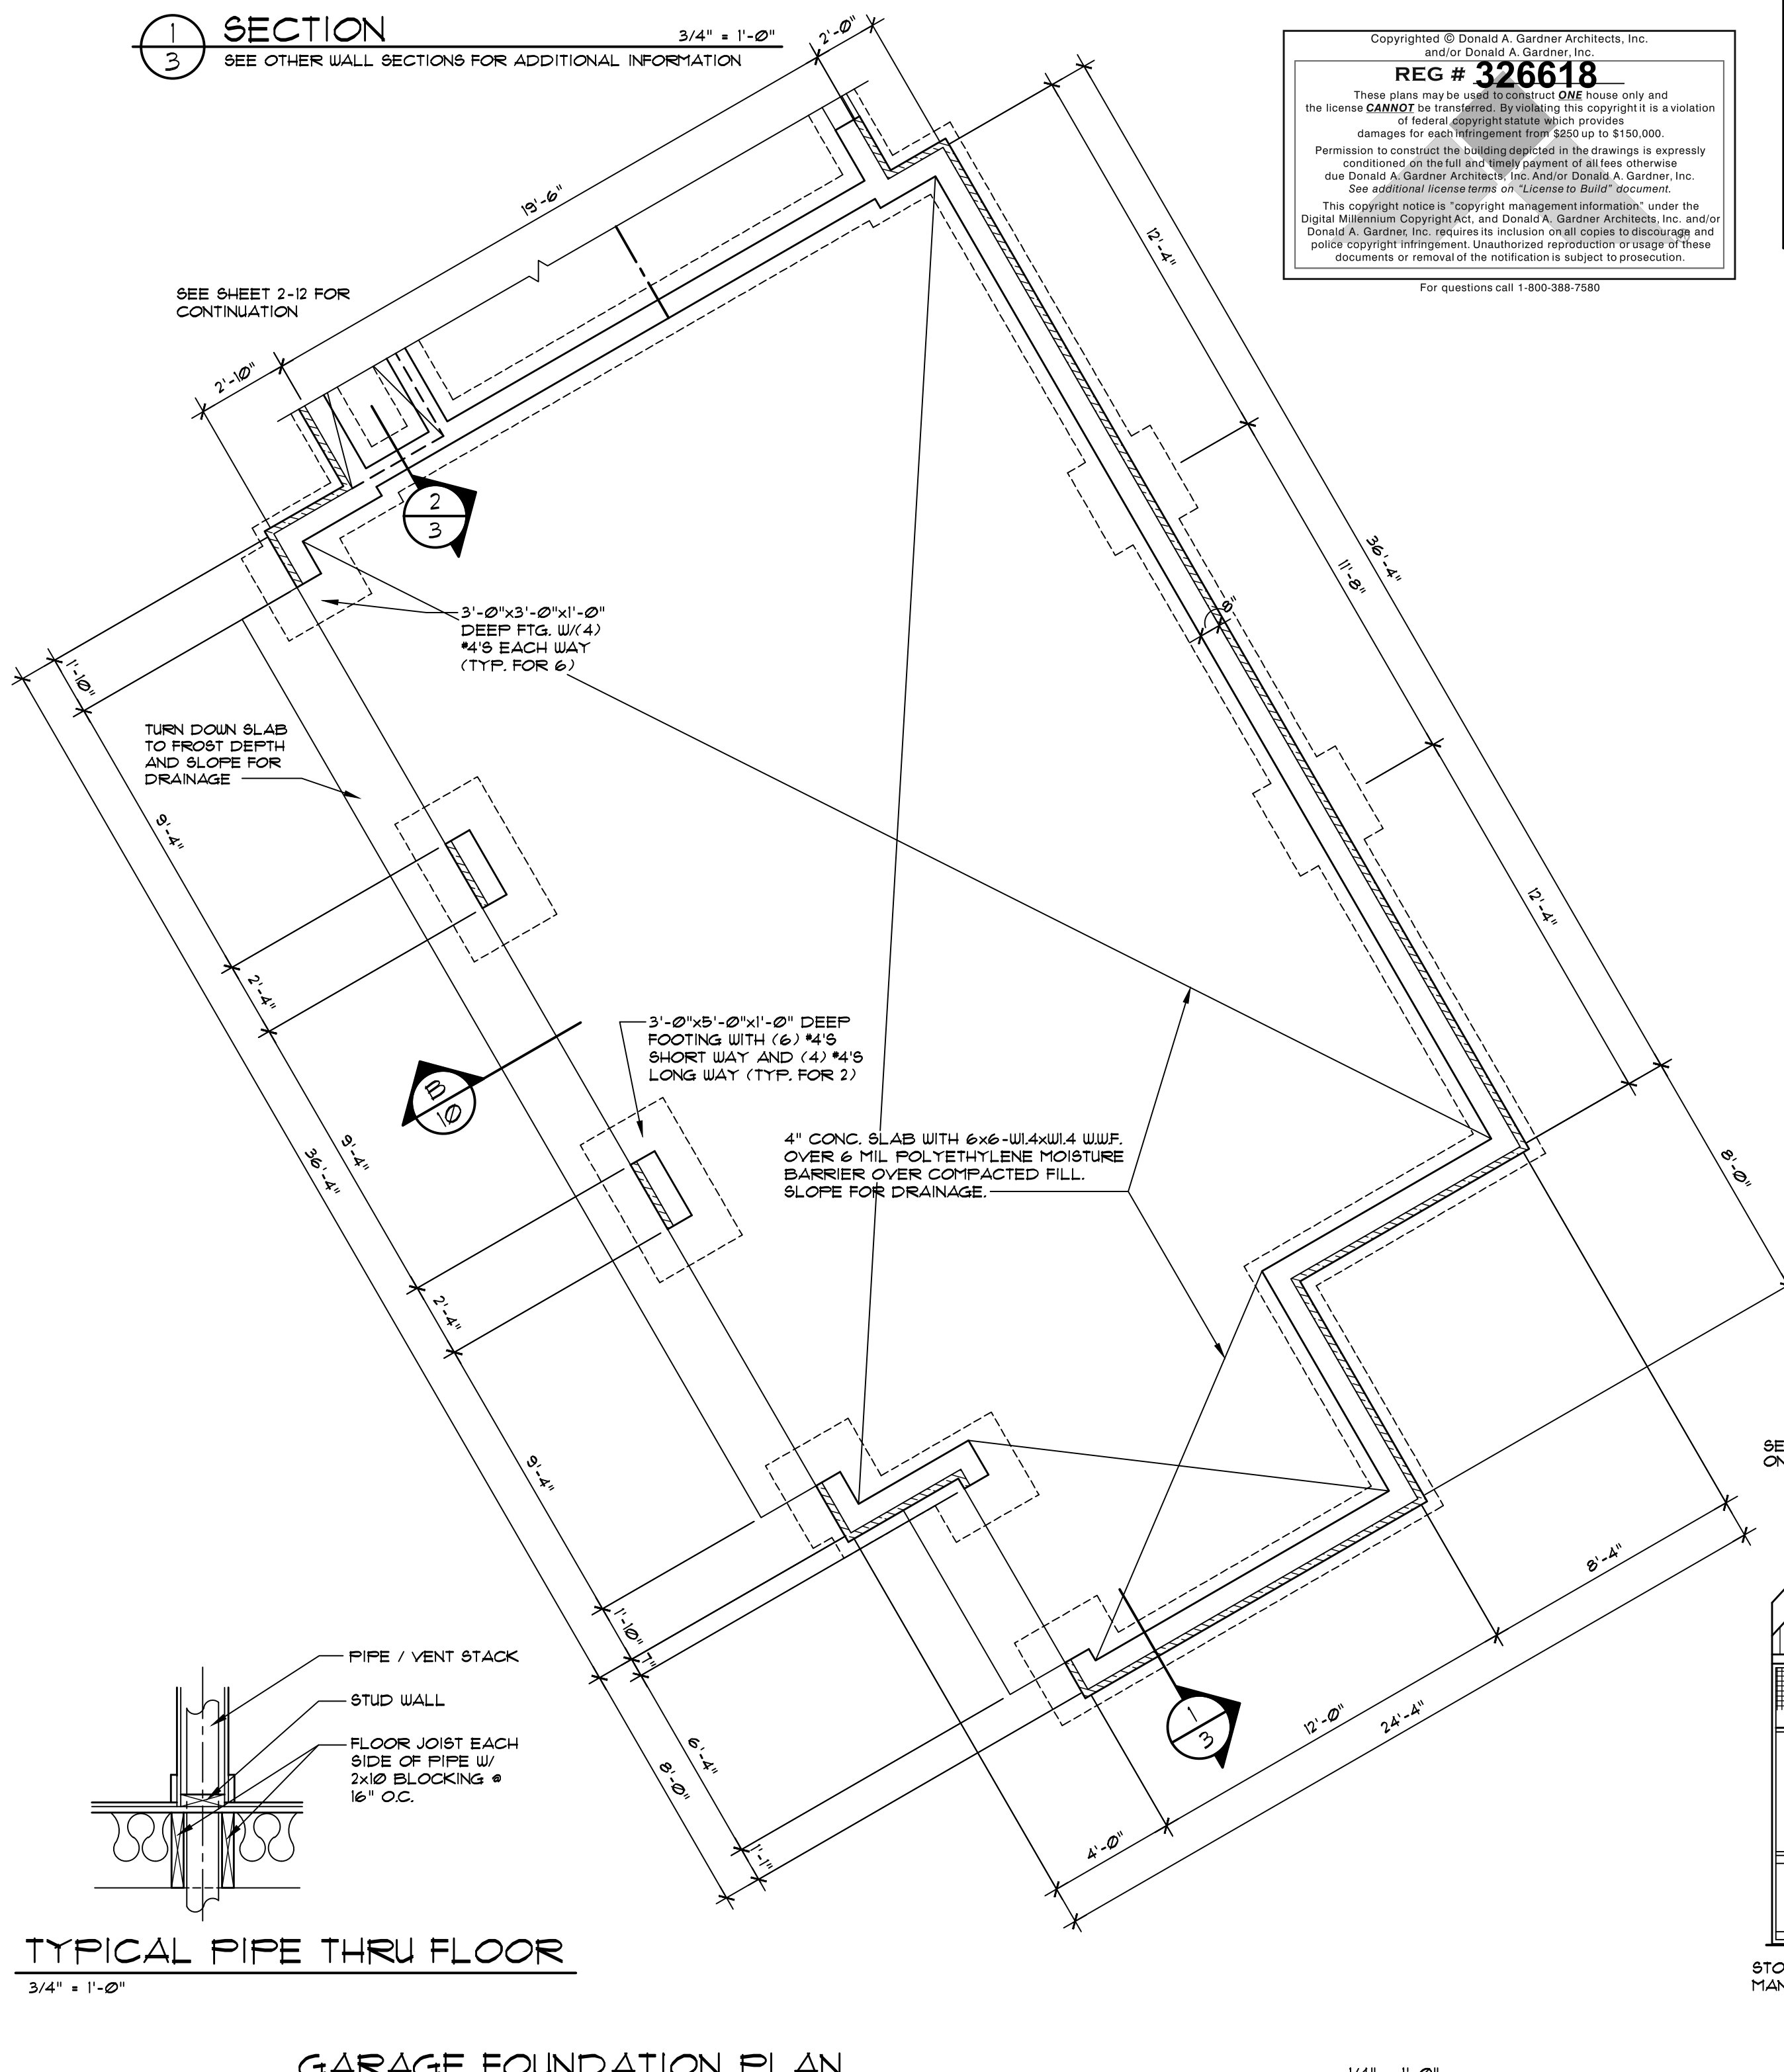 1
3
SECTION
3/4" = 1'-0"
SEE OTHER WALL SECTIONS FOR ADDITIONAL INFORMATION
Copyrighted © Donald A. Gardner Architects, Inc.
and/or Donald A. Gardner, Inc.
REG # 326618
These plans may be used to construct ONE house only and
the license CANNOT be transferred. By violating this copyright it is a violation
of federal copyright statute which provides
damages for each infringement from $250 up to $150,000.
Permission to construct the building depicted in the drawings is expressly
conditioned on the full and timely payment of all fees otherwise
due Donald A. Gardner Architects, Inc. And/or Donald A. Gardner, Inc.
See additional license terms on "License to Build" document.
This copyright notice is "copyright management information" under the
Digital Millennium Copyright Act, and Donald A. Gardner Architects, Inc. and/or
Donald A. Gardner, Inc. requires its inclusion on all copies to discourage and
police copyright infringement. Unauthorized reproduction or usage of these
documents or removal of the notification is subject to prosecution.
For questions call 1-800-388-7580
2'-0"
19'-6"
12'-4"
SEE SHEET 2-12 FOR
CONTINUATION
2'-10"
2
3
36'-4"
11'-8"
8"
3'-0"x3'-0"x1'-0"
DEEP FTG. W/(4)
#4'S EACH WAY
(TYP. FOR 6)
1'-10"
TURN DOWN SLAB
TO FROST DEPTH
AND SLOPE FOR
DRAINAGE
9'-4"
12'-4"
2'-4"
3'-0"x5'-0"x1'-0" DEEP
FOOTING WITH (6) #4'S
SHORT WAY AND (4) #4'S
LONG WAY (TYP. FOR 2)
B
10
4" CONC. SLAB WITH 6x6-W1.4xW1.4 W.W.F.
OVER 6 MIL POLYETHYLENE MOISTURE
BARRIER OVER COMPACTED FILL.
SLOPE FOR DRAINAGE.
9'-4"
36'-4"
8'-0"
2'-4"
9'-4"
SE
ON
8'-4"
1'-10"
1"
PIPE / VENT STACK
STUD WALL
FLOOR JOIST EACH
SIDE OF PIPE W/
2x10 BLOCKING @
16" O.C.
1
3
12'-0"
24'-4"
6'-4"
8'-0"
4'-0"
1'-1"
TYPICAL PIPE THRU FLOOR
3/4" = 1'-0"
STO
MAN
GARAGE FOUNDATION PLAN
1/4" = 1'-0"